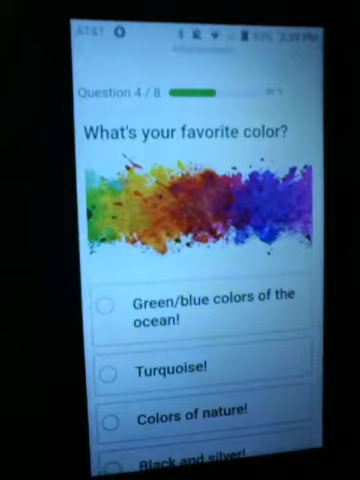 AT&T
Question 4 / 8
What's your favorite color?
Green/blue colors of the
ocean!
Turquoise!
Colors of nature!
Black and silver!